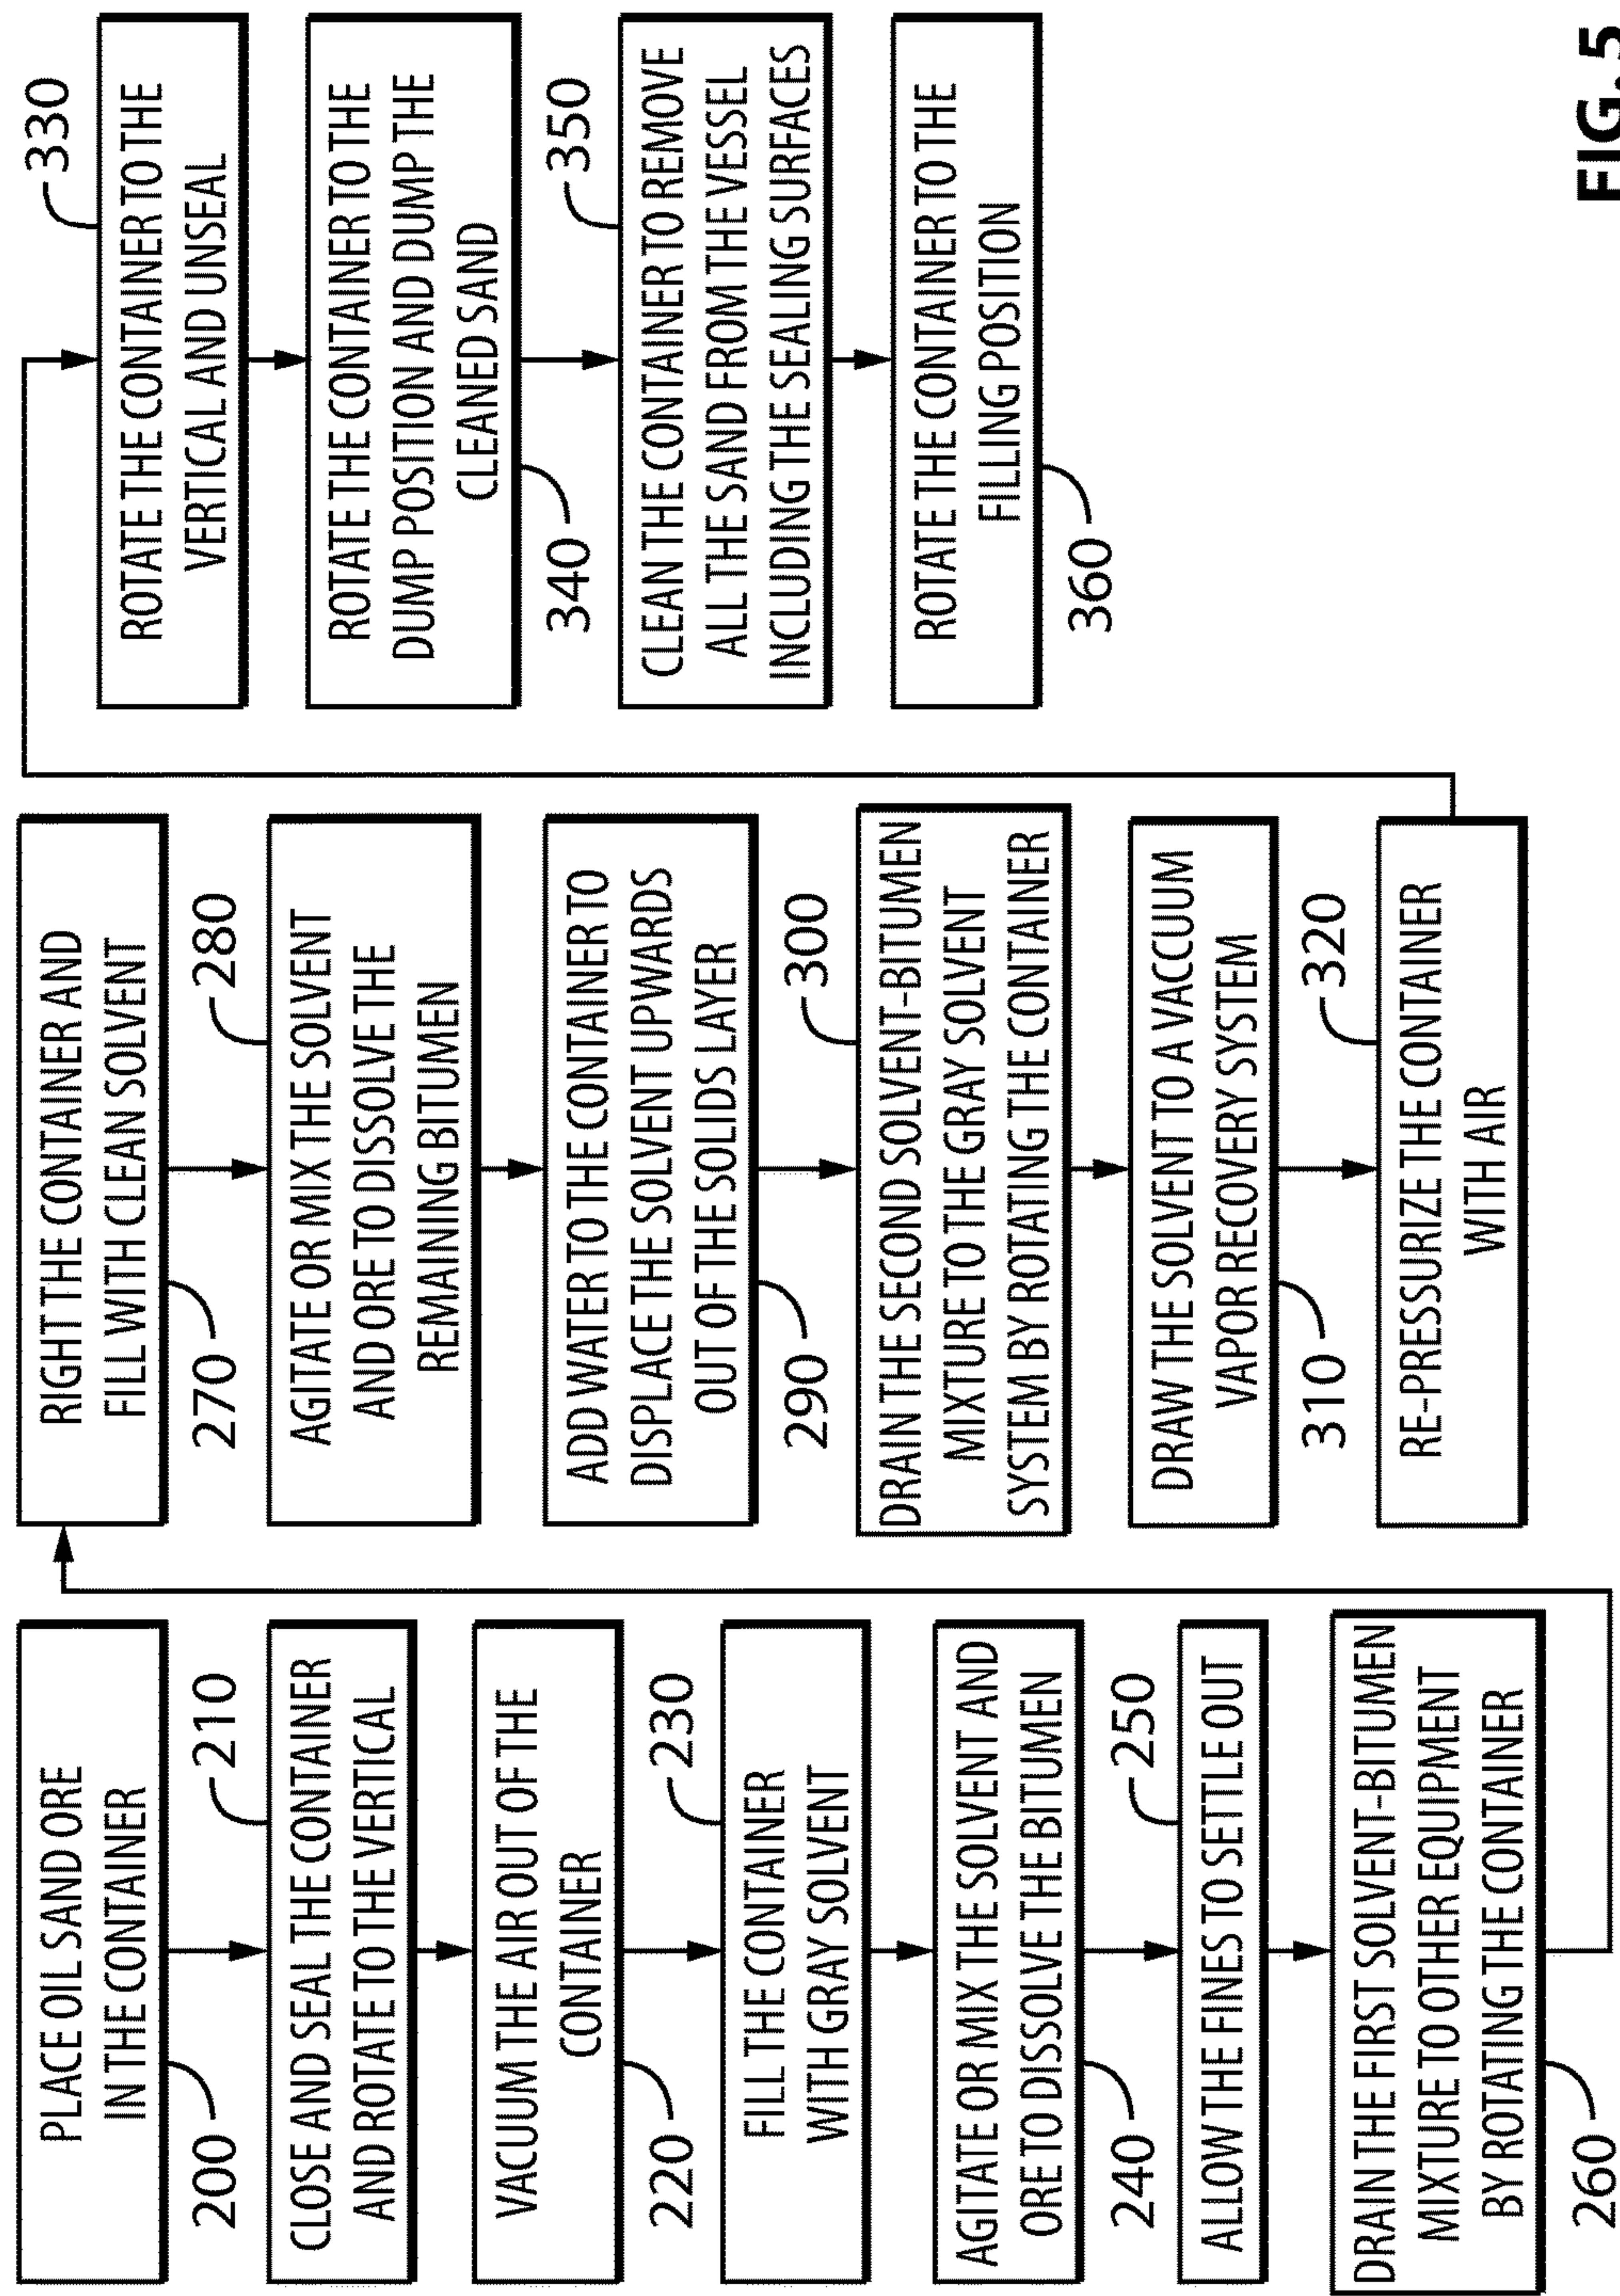 PLACE OIL SAND ORE
IN THE CONTAINER
200
CLOSE AND SEAL THE CONTAINER
AND ROTATE TO THE VERTICAL
210
VACUUM THE AIR OUT OF THE
CONTAINER
220
FILL THE CONTAINER
WITH GRAY SOLVENT
230
AGITATE OR MIX THE SOLVENT AND
ORE TO DISSOLVE THE BITUMEN
240
ALLOW THE FINES TO SETTLE OUT
250
DRAIN THE FIRST SOLVENT-BITUMEN
MIXTURE TO OTHER EQUIPMENT
BY ROTATING THE CONTAINER
260
RIGHT THE CONTAINER AND
FILL WITH CLEAN SOLVENT
270
AGITATE OR MIX THE SOLVENT
AND ORE TO DISSOLVE THE
REMAINING BITUMEN
280
ADD WATER TO THE CONTAINER TO
DISPLACE THE SOLVENT UPWARDS
OUT OF THE SOLIDS LAYER
290
DRAIN THE SECOND SOLVENT-BITUMEN
MIXTURE TO THE GRAY SOLVENT
SYSTEM BY ROTATING THE CONTAINER
300
DRAW THE SOLVENT TO A VACCUUM
VAPOR RECOVERY SYSTEM
310
RE-PRESSURIZE THE CONTAINER
WITH AIR
320
ROTATE THE CONTAINER TO THE
VERTICAL AND UNSEAL
330
ROTATE THE CONTAINER TO THE
DUMP POSITION AND DUMP THE
CLEANED SAND
340
CLEAN THE CONTAINER TO REMOVE
ALL THE SAND FROM THE VESSEL
INCLUDING THE SEALING SURFACES
350
ROTATE THE CONTAINER TO THE
FILLING POSITION
360
FIG. 5